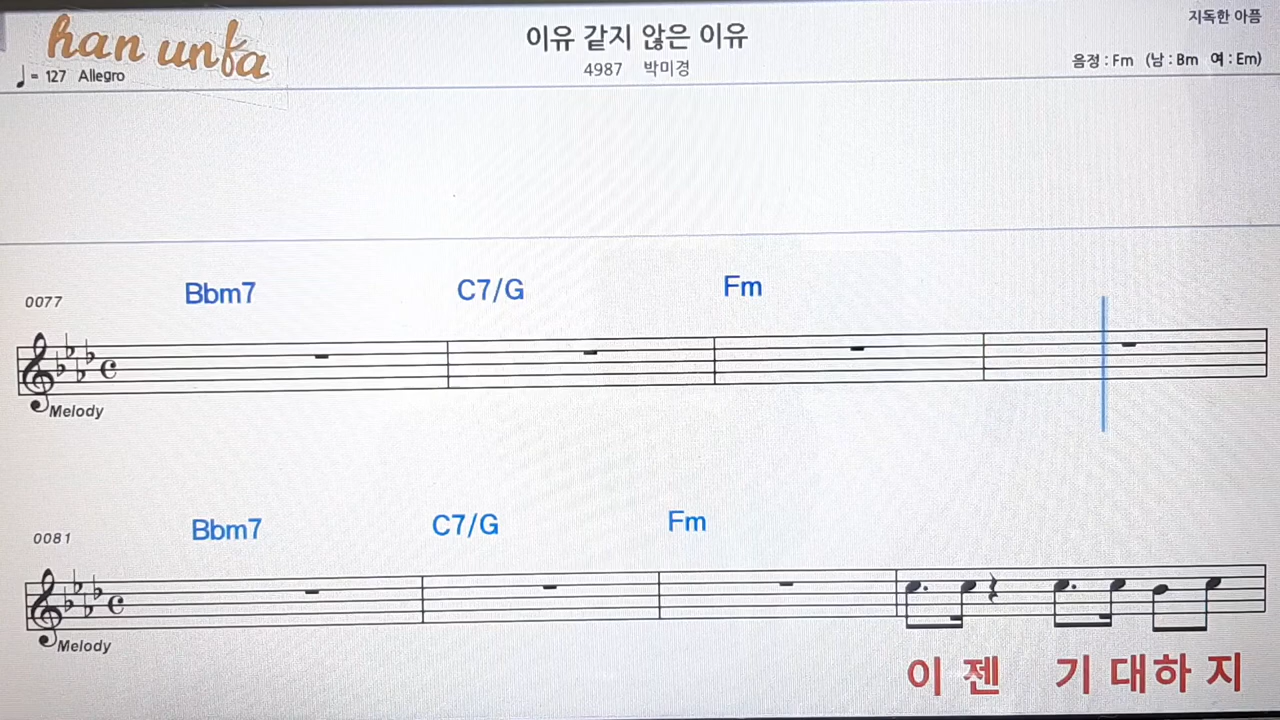 han unfa
이유 같지 않은 이유
지독한 아픔
♩= 127 Allegro
4987 박미경
음정 : Fm (남 : Bm 여 : Em)
0077 Bbm7 C7/G Fm
Melody
0081 Bbm7 C7/G Fm
Melody
이 젠 기 대하 지